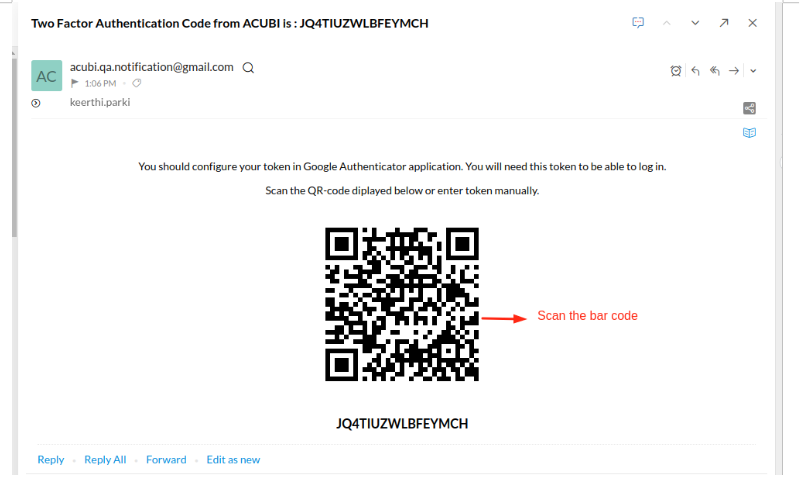 Two Factor Authentication Code from ACUBI is : JQ4TIUZWLBFEYMCH
AC
acubi.qa.notification@gmail.com
1:06 PM
keerthi.parki
You should configure your token in Google Authenticator application. You will need this token to be able to log in.
Scan the QR-code diplayed below or enter token manually.
Scan the bar code
JQ4TIUZWLBFEYMCH
Reply Reply All Forward Edit as new